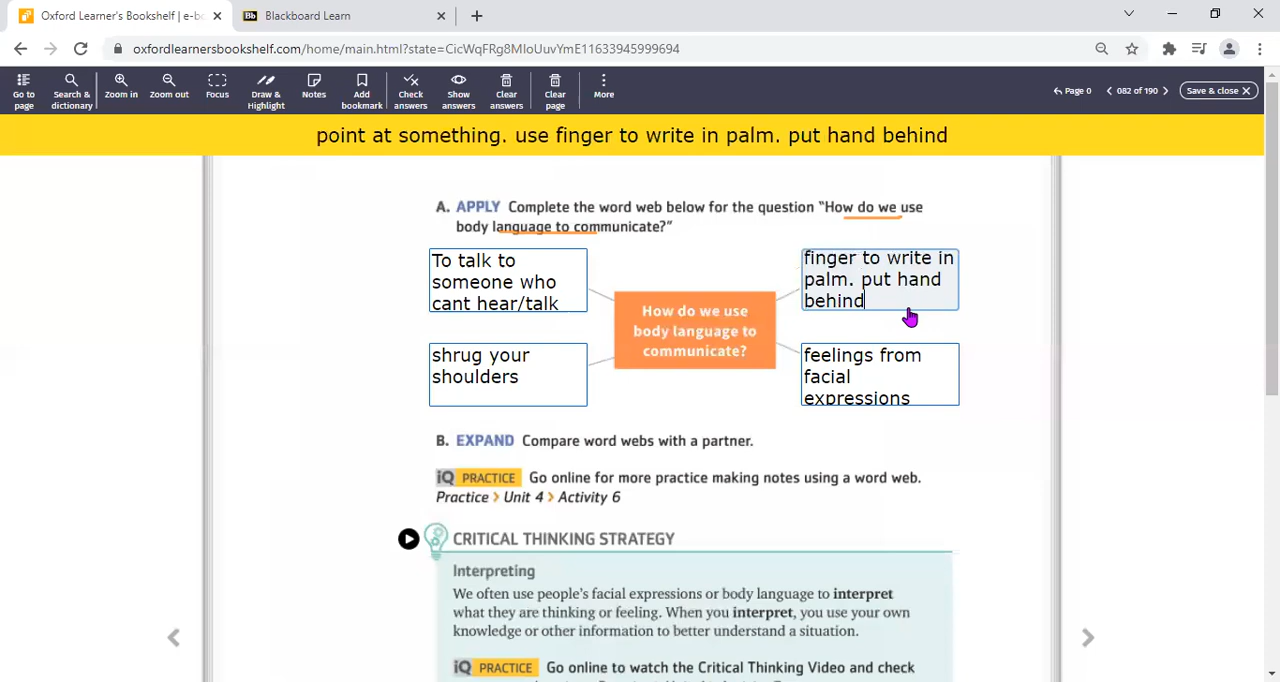 Oxford Learner's Bookshelf | e-bo
Blackboard Learn
oxfordlearnersbookshelf.com/home/main.html?state=CicWqFRg8MloUuvYmE11633945999694
Go to page
Search & dictionary
Zoom in
Zoom out
Focus
Draw & Highlight
Notes
Add bookmark
Check answers
Show answers
Clear answers
Clear page
More
Page 0
082 of 190
Save & close
point at something. use finger to write in palm. put hand behind
A. APPLY Complete the word web below for the question "How do we use
body language to communicate?"
To talk to
someone who
cant hear/talk
finger to write in
palm. put hand
behind
How do we use
body language to
communicate?
shrug your
shoulders
feelings from
facial
expressions
B. EXPAND Compare word webs with a partner.
iQ PRACTICE Go online for more practice making notes using a word web.
Practice > Unit 4 > Activity 6
CRITICAL THINKING STRATEGY
Interpreting
We often use people's facial expressions or body language to interpret
what they are thinking or feeling. When you interpret, you use your own
knowledge or other information to better understand a situation.
iQ PRACTICE Go online to watch the Critical Thinking Video and check